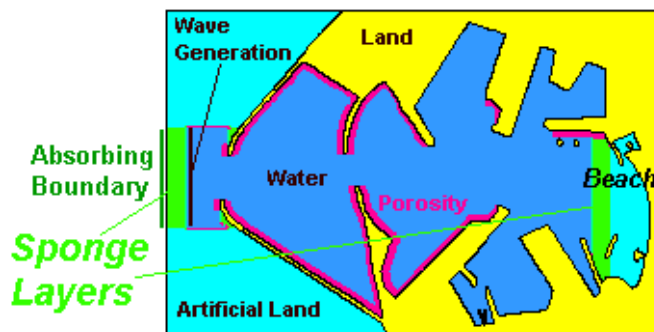 Wave
Generation
Land
Absorbing
Boundary
Water
Beach
Porosity
Sponge
Layers
Artificial Land